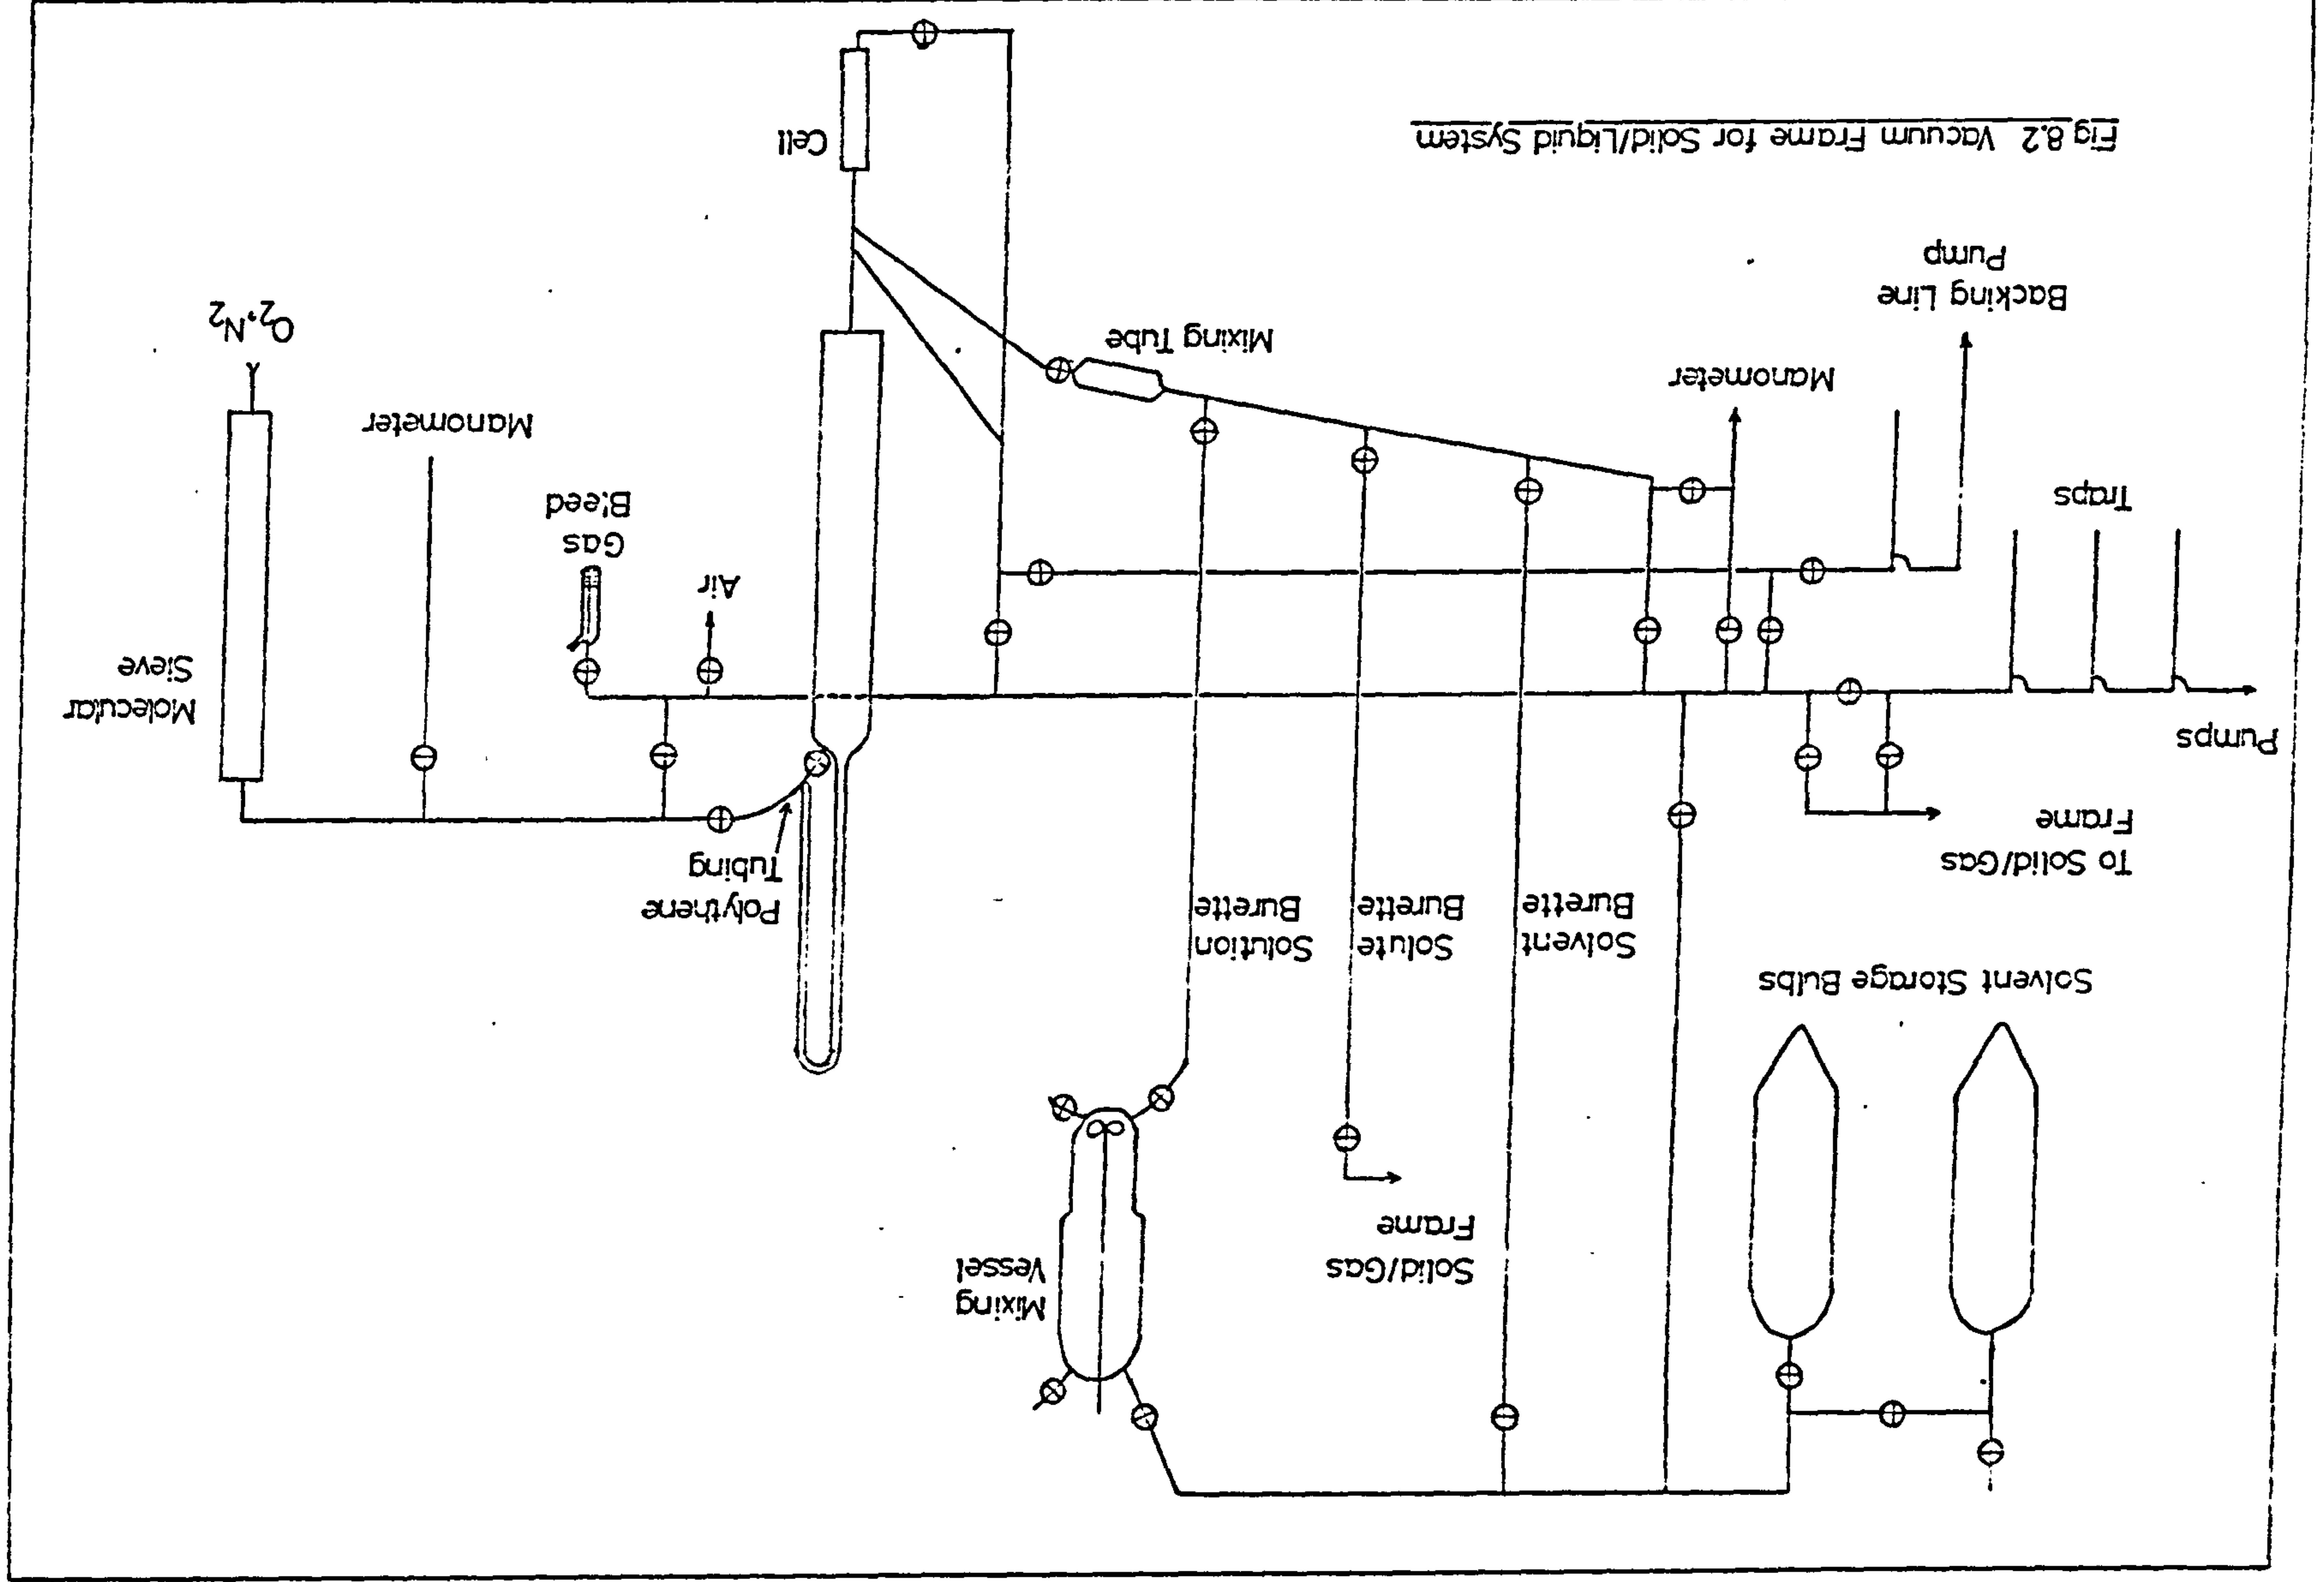 Mixing
Vessel
Solid/Gas
Frame
Solvent Storage Bulbs
Solvent
Burette
Solute
Burette
Solution
Burette
Polythene
Tubing
To Solid/Gas
Frame
Pumps
Molecular
Sieve
Air
Gas
Bleed
Traps
Manometer
Manometer
Mixing Tube
O₂,N₂
Backing Line
Pump
Cell
Fig 8.2 Vacuum Frame for Solid/Liquid System